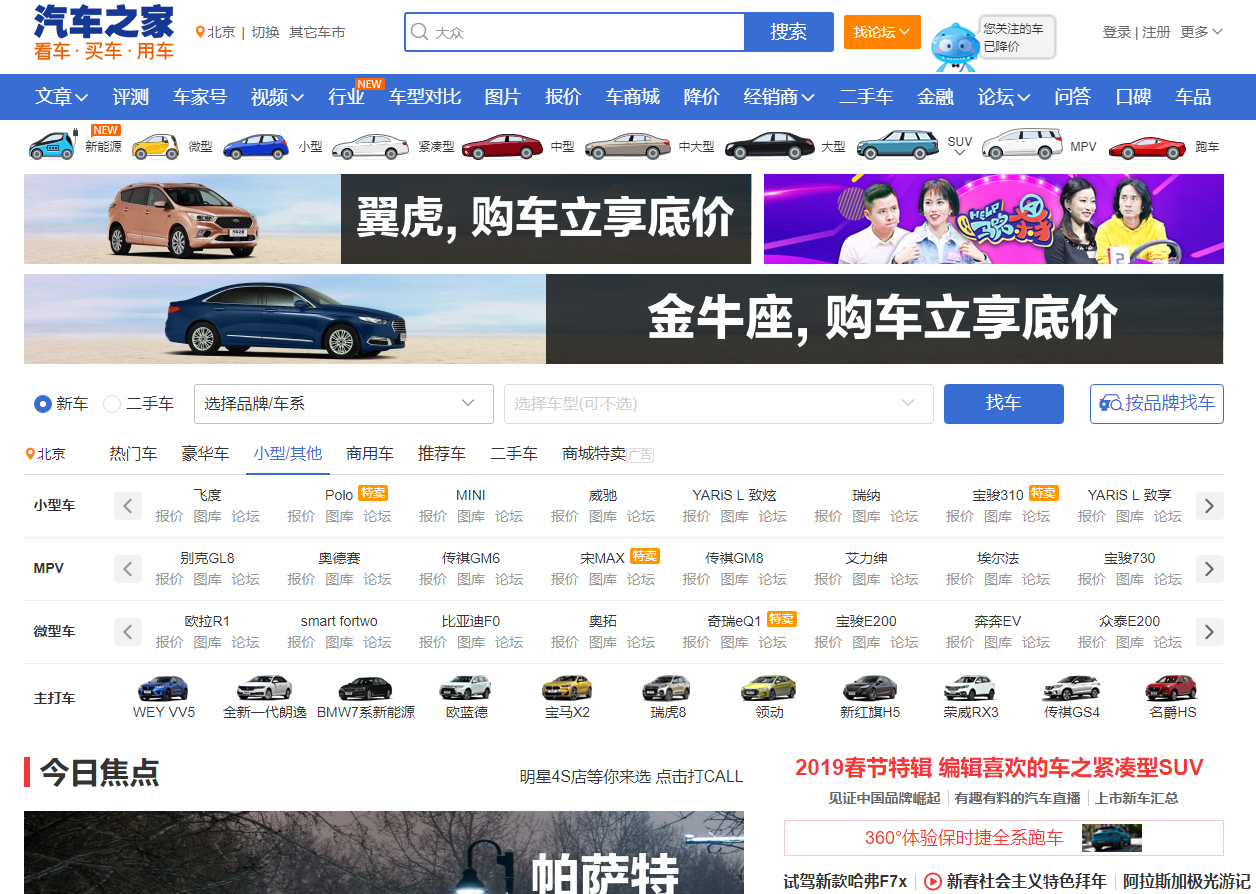 汽车之家
看车·买车·用车
北京 | 切换 其它车市
大众
搜索
找论坛
您关注的车
已降价
登录 | 注册 更多
文章 评测 车家号 视频 行业 NEW 车型对比 图片 报价 车商城 降价 经销商 二手车 金融 论坛 问答 口碑 车品
NEW
新能源 微型 小型 紧凑型 中型 中大型 大型 SUV MPV 跑车
翼虎, 购车立享底价
HELP!
2
金牛座, 购车立享底价
新车 二手车 选择品牌/车系 选择车型(可不选) 找车 按品牌找车
北京 热门车 豪华车 小型/其他 商用车 推荐车 二手车 商城特卖 广告
小型车
飞度 Polo 特卖 MINI 威驰 YARiS L 致炫 瑞纳 宝骏310 特卖 YARiS L 致享
报价 图库 论坛 报价 图库 论坛 报价 图库 论坛 报价 图库 论坛 报价 图库 论坛 报价 图库 论坛 报价 图库 论坛 报价 图库 论坛
MPV
别克GL8 奥德赛 传祺GM6 宋MAX 特卖 传祺GM8 艾力绅 埃尔法 宝骏730
报价 图库 论坛 报价 图库 论坛 报价 图库 论坛 报价 图库 论坛 报价 图库 论坛 报价 图库 论坛 报价 图库 论坛 报价 图库 论坛
微型车
欧拉R1 smart fortwo 比亚迪F0 奥拓 奇瑞eQ1 特卖 宝骏E200 奔奔EV 众泰E200
报价 图库 论坛 报价 图库 论坛 报价 图库 论坛 报价 图库 论坛 报价 图库 论坛 报价 图库 论坛 报价 图库 论坛 报价 图库 论坛
主打车
WEY VV5 全新一代朗逸 BMW7系新能源 欧蓝德 宝马X2 瑞虎8 领动 新红旗H5 荣威RX3 传祺GS4 名爵HS
今日焦点
明星4S店等你来选 点击打CALL
帕萨特
2019春节特辑 编辑喜欢的车之紧凑型SUV
见证中国品牌崛起 | 有趣有料的汽车直播 | 上市新车汇总
360°体验保时捷全系跑车
试驾新款哈弗F7x | 新春社会主义特色拜年 | 阿拉斯加极光游记